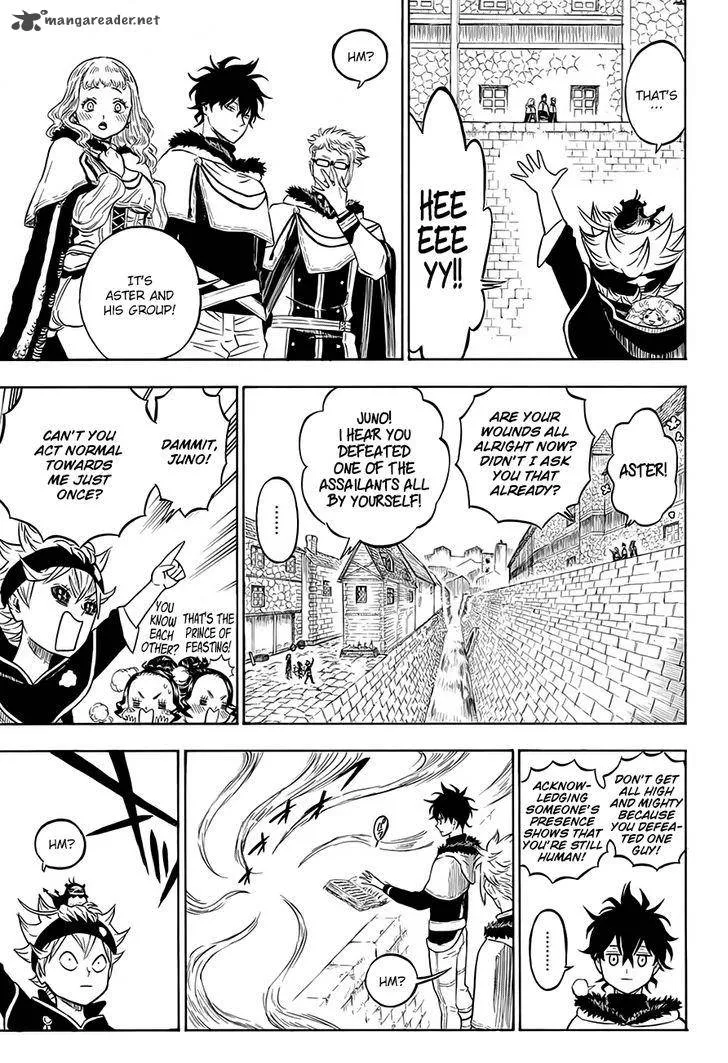 mangareader.net
THAT'S
...
HEE
EEEE
YY!!
HM?
IT'S
ASTER AND
HIS GROUP!
ASTER!
ARE YOUR
WOUNDS ALL
ALRIGHT NOW?
DIDN'T I ASK
YOU THAT
ALREADY?
JUNO!
I HEAR YOU
DEFEATED
ONE OF THE
ASSAILANTS ALL
BY YOURSELF!
........
DAMMIT,
JUNO!
CAN'T YOU
ACT NORMAL
TOWARDS
ME JUST
ONCE?
THAT'S THE
PRINCE OF
FEASTING!
YOU
KNOW
EACH
OTHER?
DON'T GET
ALL HIGH
AND MIGHTY
BECAUSE
YOU DEFEA-
TED ONE
GUY!
ACKNOW-
LEDGING
SOMEONE'S
PRESENCE
SHOWS THAT
YOU'RE STILL
HUMAN!
........
HM?
HM?